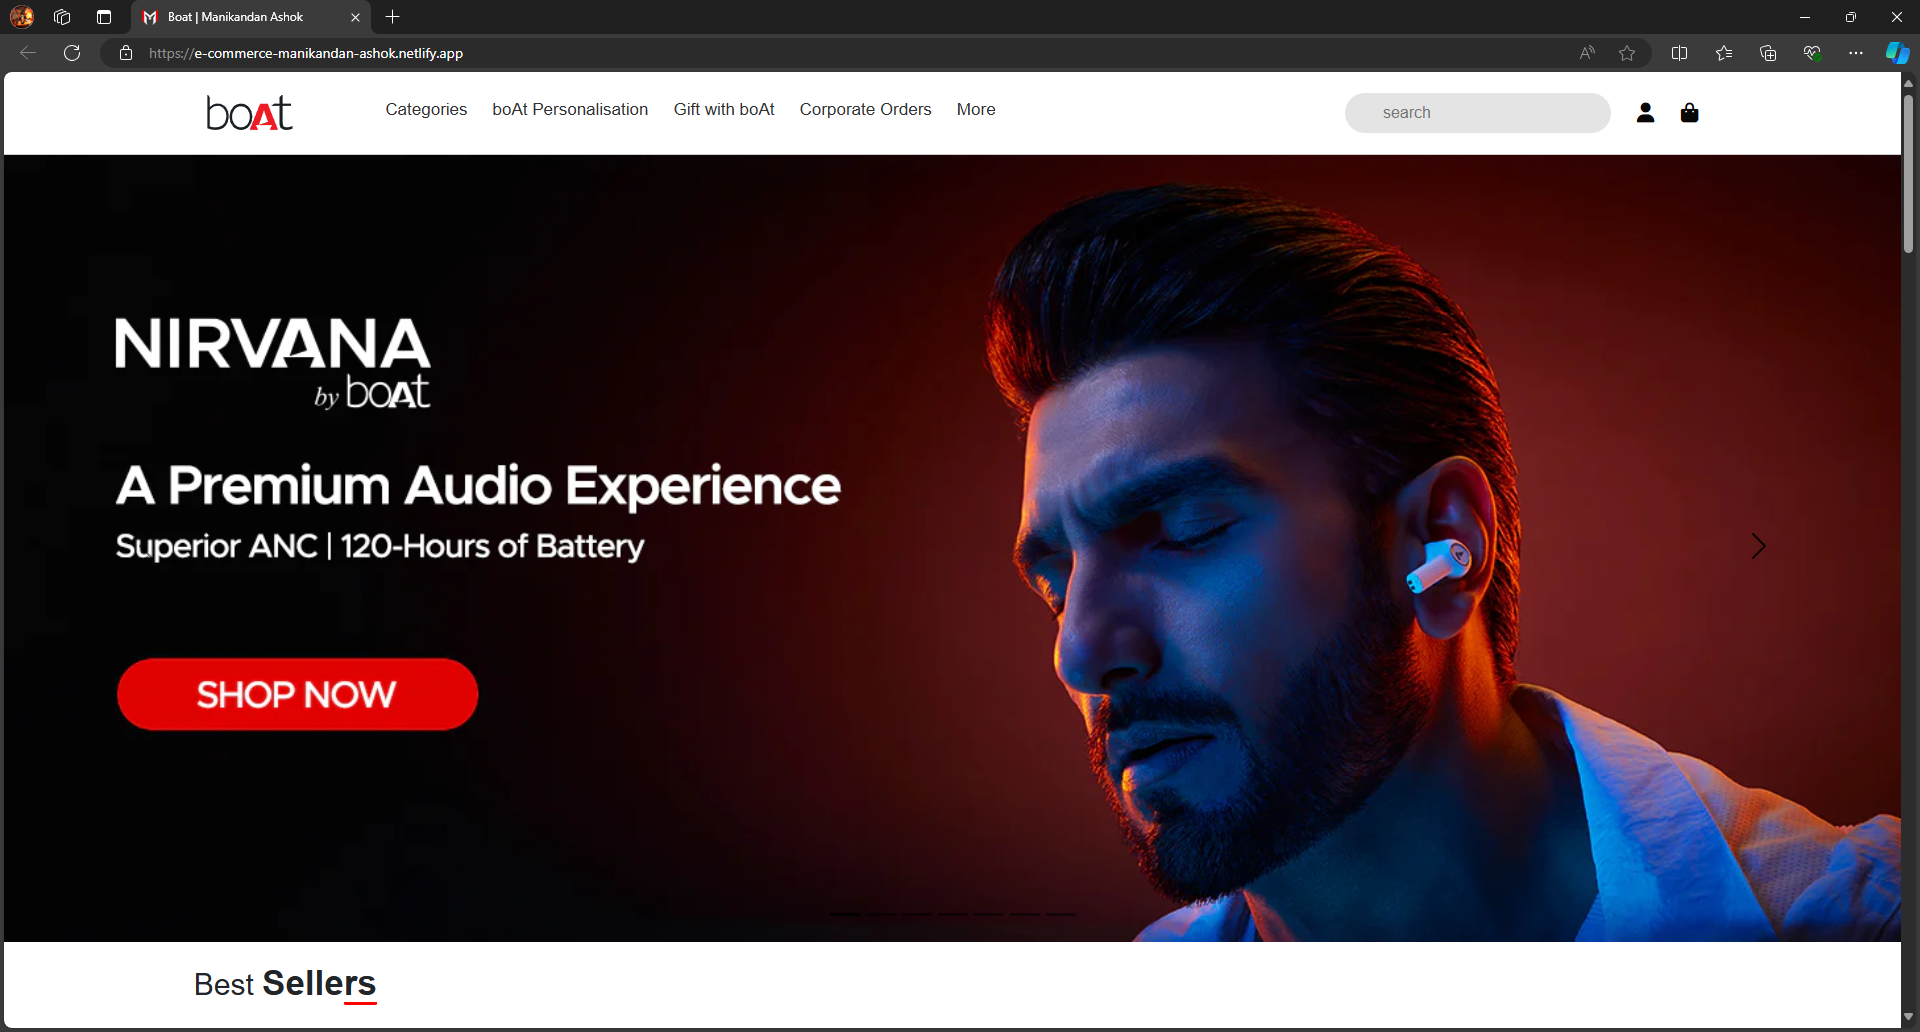 Boat | Manikandan Ashok
https://e-commerce-manikandan-ashok.netlify.app
boAt
Categories
boAt Personalisation
Gift with boAt
Corporate Orders
More
search
NIRVANA
by boAt
A Premium Audio Experience
Superior ANC | 120-Hours of Battery
SHOP NOW
Best Sellers